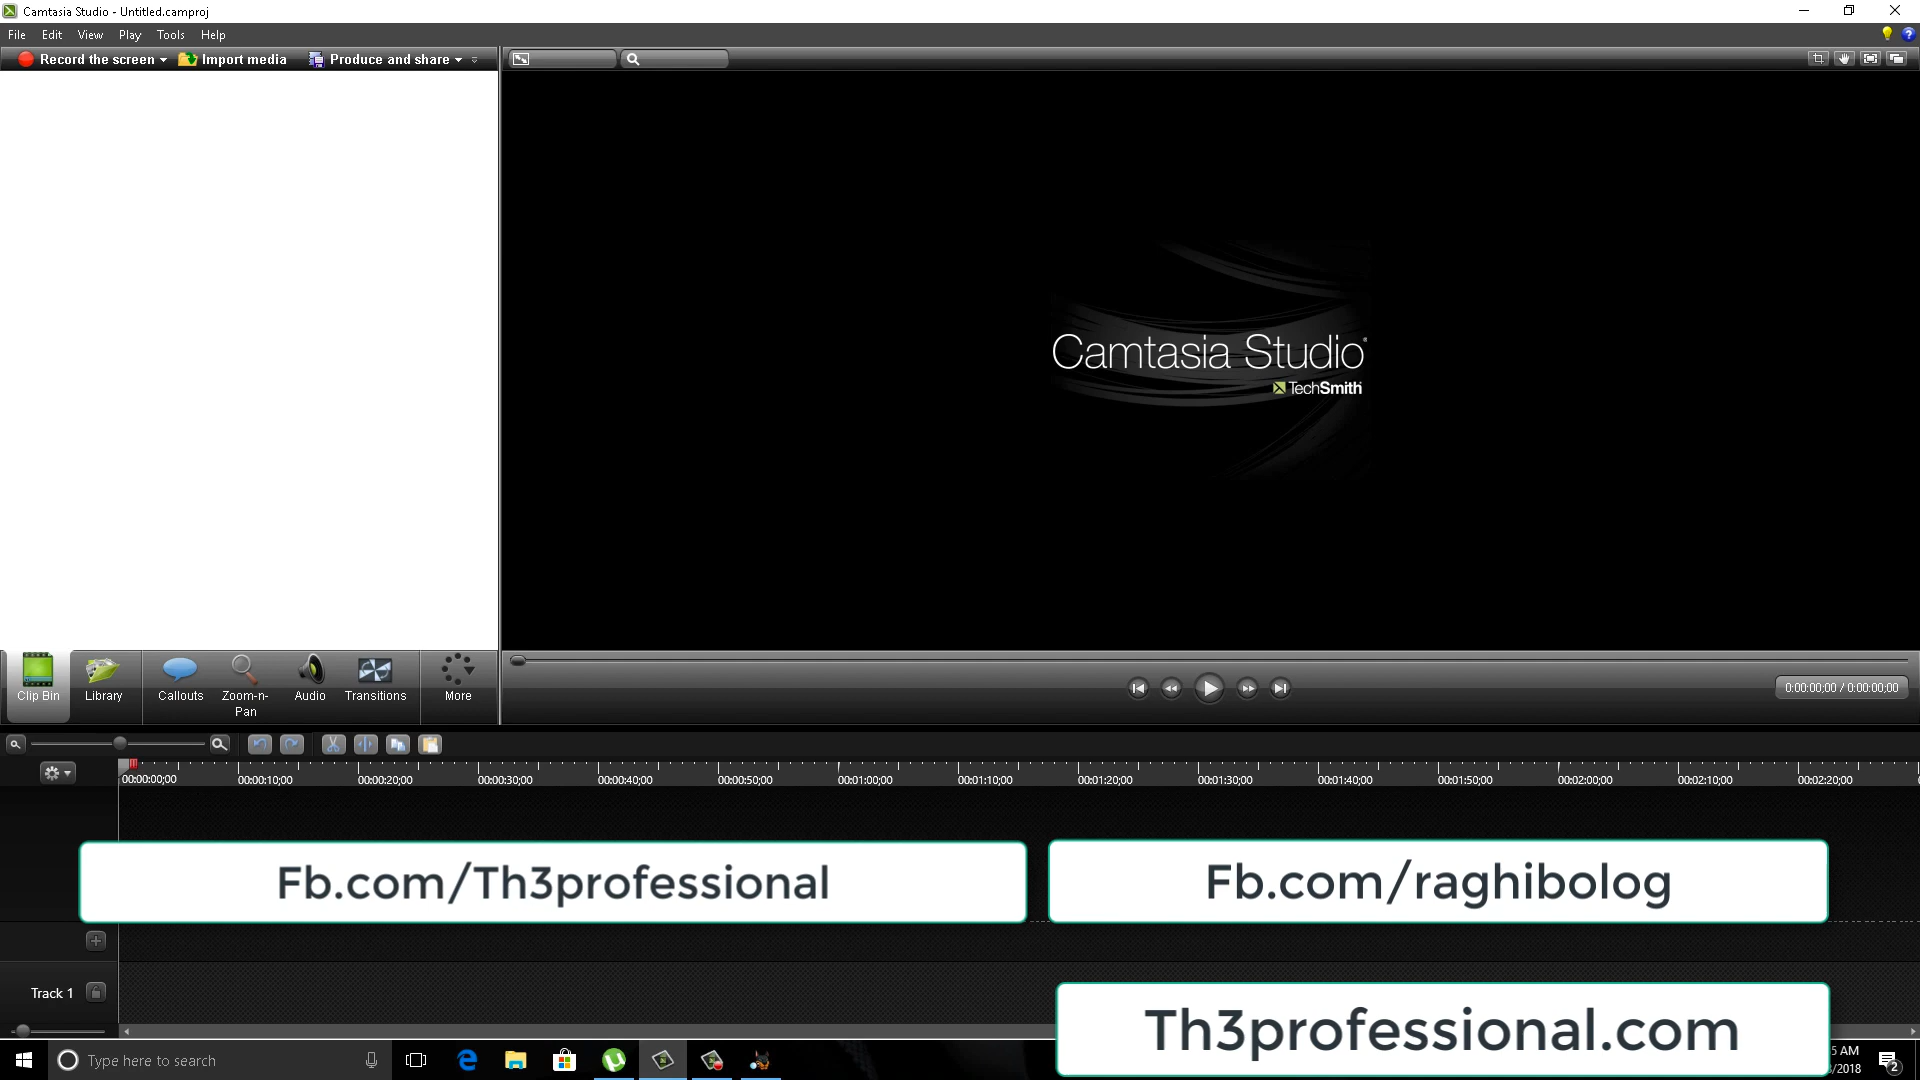 Camtasia Studio - Untitled.camproj
File Edit View Play Tools Help
Record the screen Import media Produce and share
Camtasia Studio
TechSmith
Clip Bin Library Callouts Zoom-n-Pan Audio Transitions More
0:00:00;00 / 0:00:00;00
00:00:00;00 00:00:10;00 00:00:20;00 00:00:30;00 00:00:40;00 00:00:50;00 00:01:00;00 00:01:10;00 00:01:20;00 00:01:30;00 00:01:40;00 00:01:50;00 00:02:00;00 00:02:10;00 00:02:20;00
Fb.com/Th3professional Fb.com/raghibolog
Track 1
Th3professional.com
Type here to search
5 AM
/2018
2